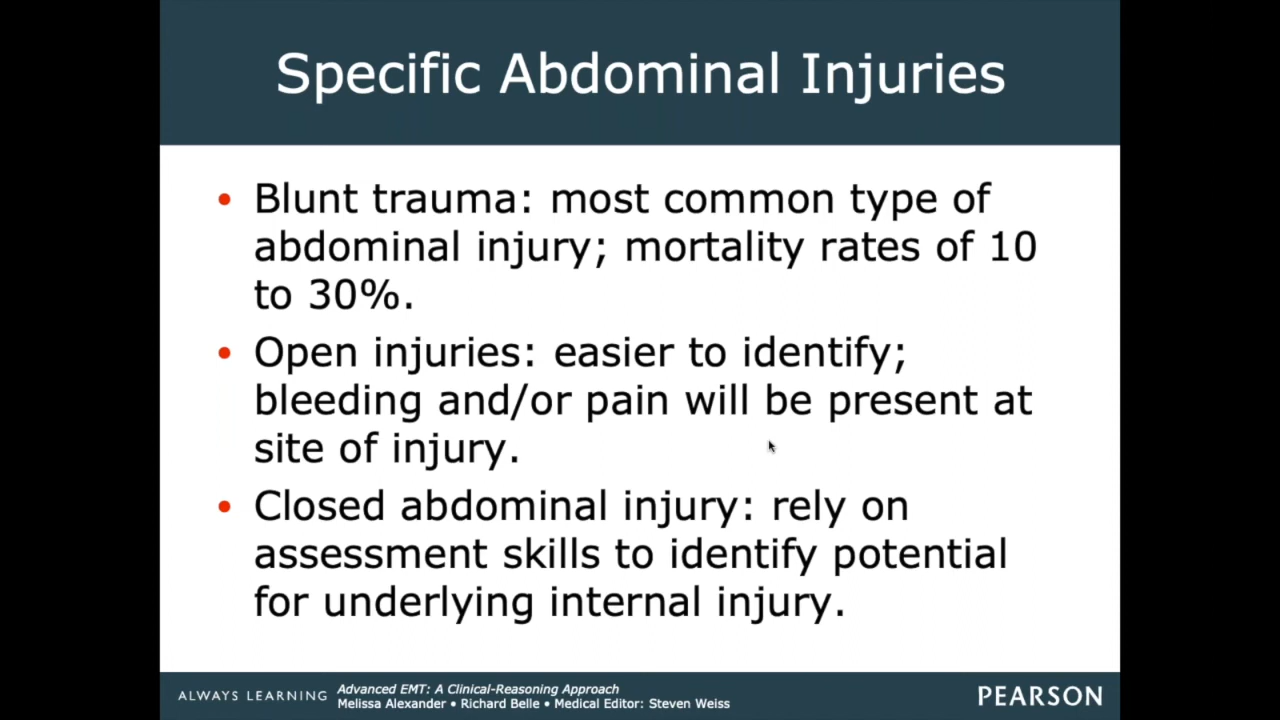 Specific Abdominal Injuries
• Blunt trauma: most common type of
abdominal injury; mortality rates of 10
to 30%.
• Open injuries: easier to identify;
bleeding and/or pain will be present at
site of injury.
• Closed abdominal injury: rely on
assessment skills to identify potential
for underlying internal injury.
ALWAYS LEARNING
Advanced EMT: A Clinical-Reasoning Approach
Melissa Alexander • Richard Belle • Medical Editor: Steven Weiss
PEARSON